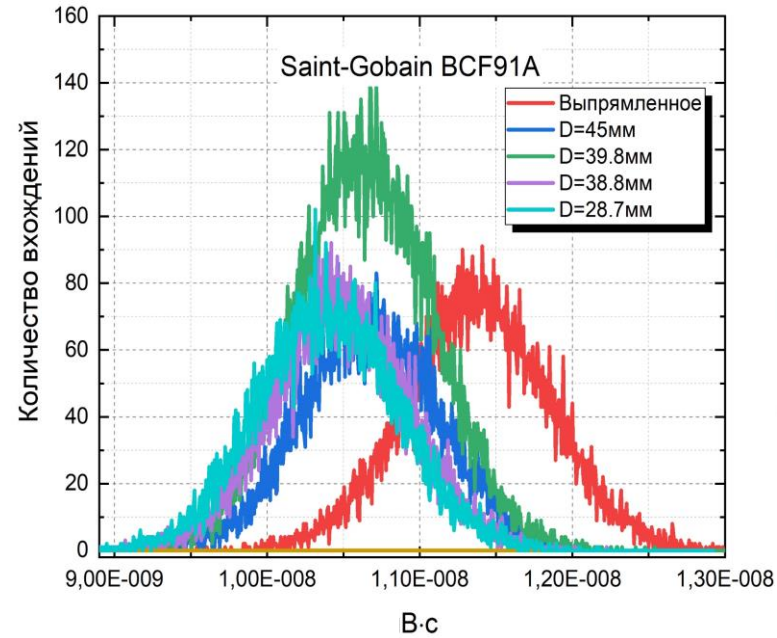 160
140
120
100
80
60
40
20
0
Количество вхождений
Saint-Gobain BCF91A
Выпрямленное
D=45мм
D=39.8мм
D=38.8мм
D=28.7мм
9,00E-009 1,00E-008 1,10E-008 1,20E-008 1,30E-008
В·с